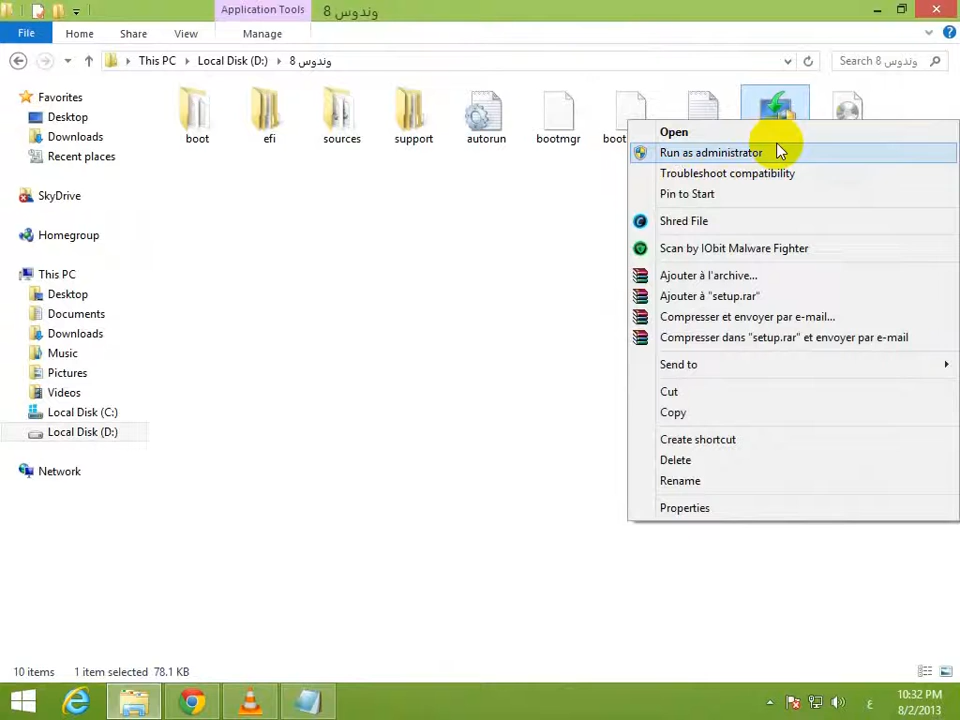 Application Tools
وندوس 8
File
Home
Share
View
Manage
This PC
Local Disk (D:)
وندوس 8
Search وندوس 8
Favorites
Desktop
Downloads
Recent places
SkyDrive
Homegroup
This PC
Desktop
Documents
Downloads
Music
Pictures
Videos
Local Disk (C:)
Local Disk (D:)
Network
boot
efi
sources
support
autorun
bootmgr
Open
Run as administrator
Troubleshoot compatibility
Pin to Start
Shred File
Scan by IObit Malware Fighter
Ajouter à l'archive...
Ajouter à "setup.rar"
Compresser et envoyer par e-mail...
Compresser dans "setup.rar" et envoyer par e-mail
Send to
Cut
Copy
Create shortcut
Delete
Rename
Properties
10 items
1 item selected 78.1 KB
ع
10:32 PM
8/2/2013